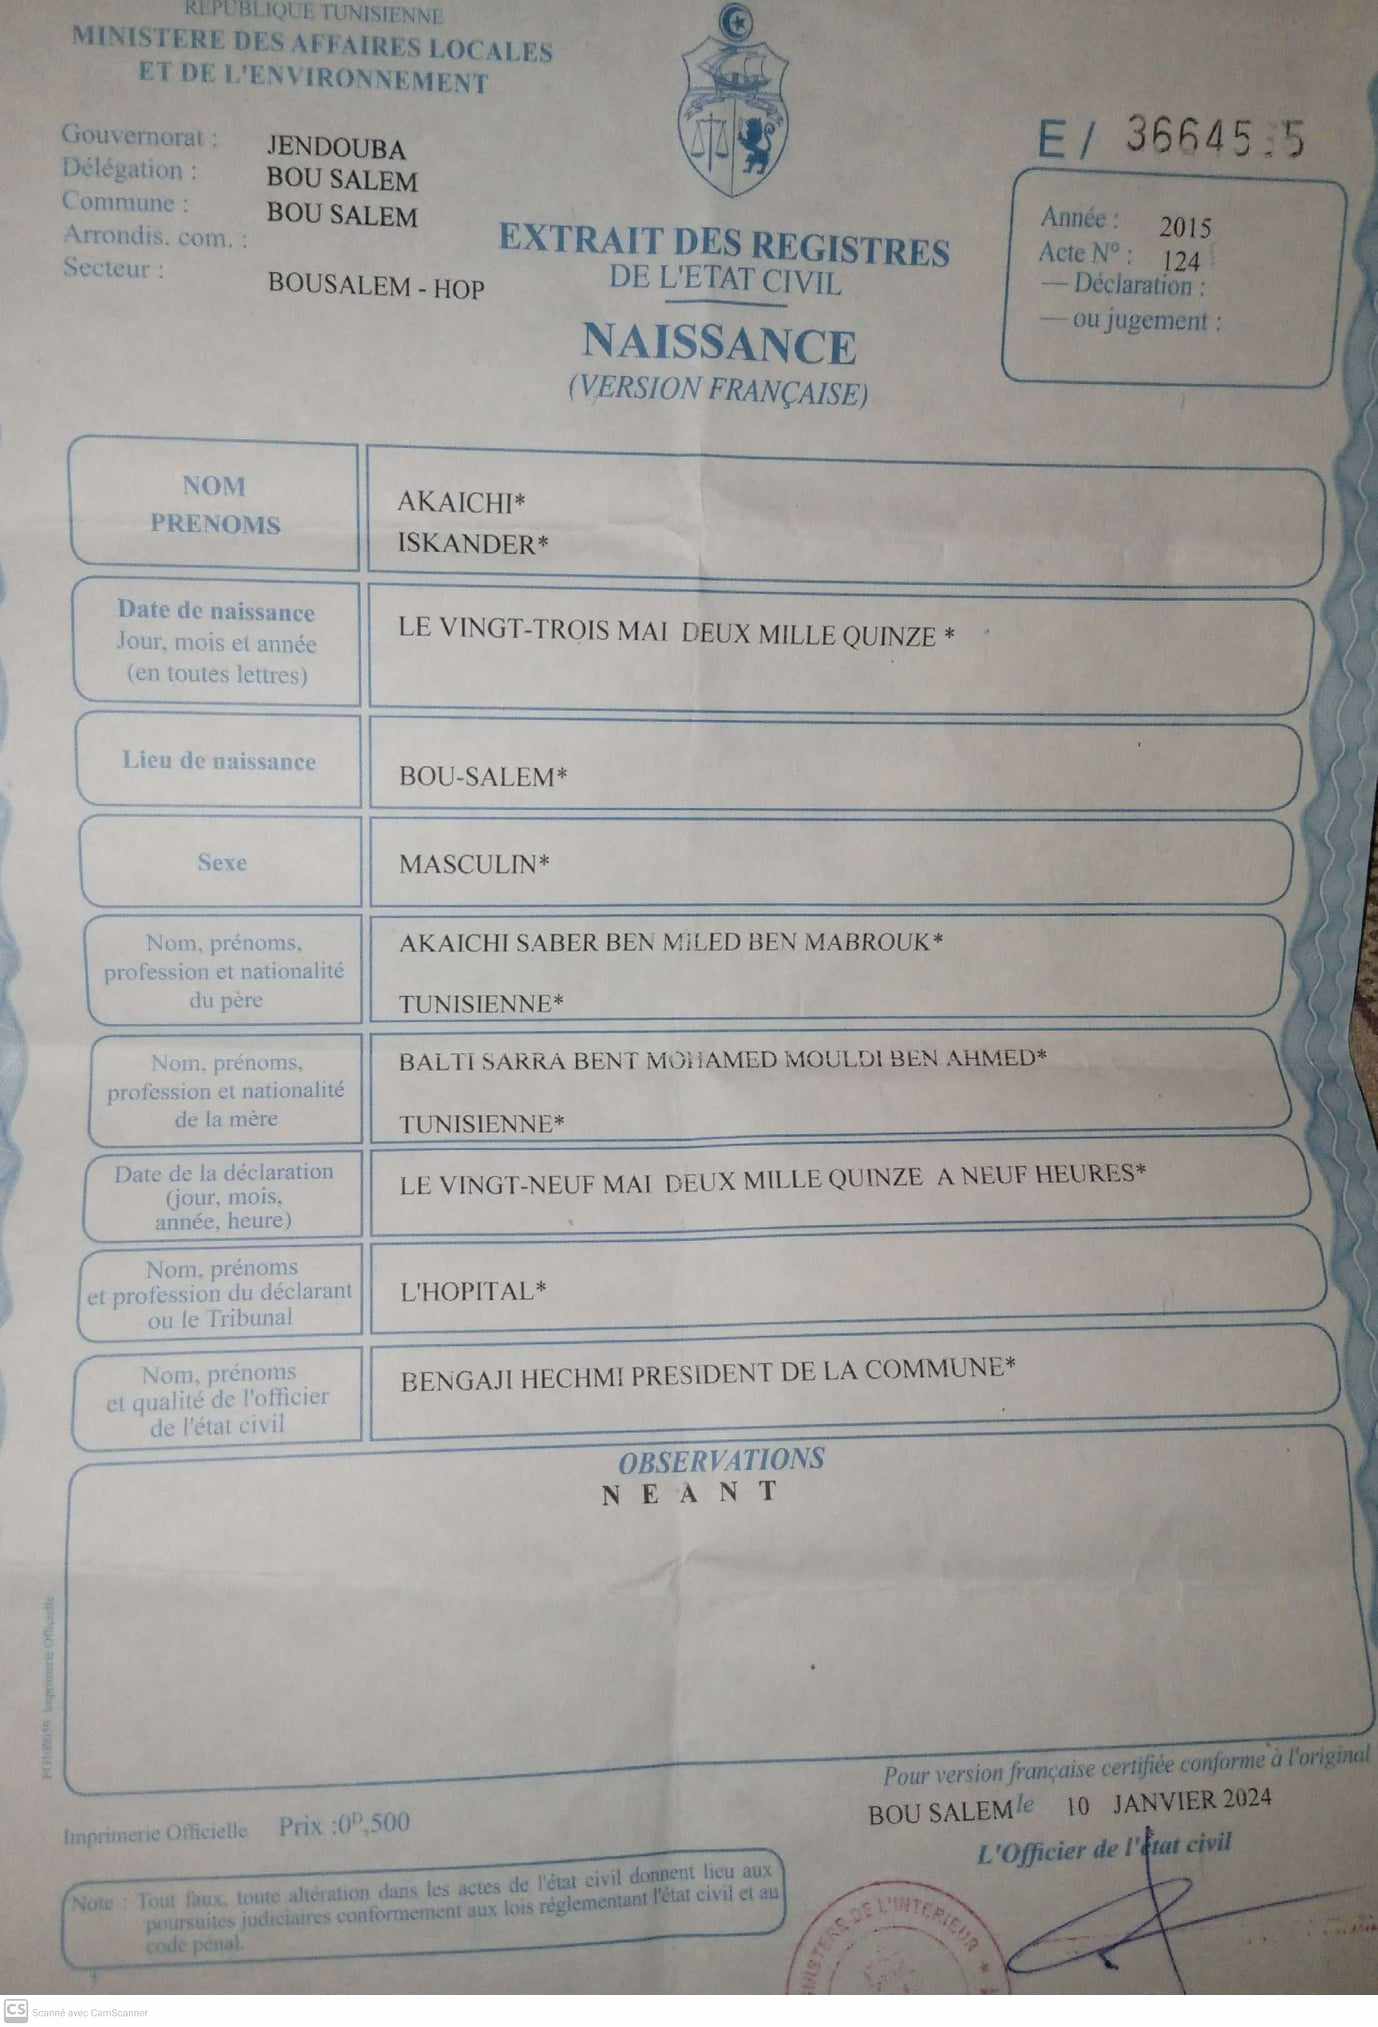 REPUBLIQUE TUNISIENNE
MINISTERE DES AFFAIRES LOCALES
ET DE L'ENVIRONNEMENT
Gouvernorat : JENDOUBA
Délégation : BOU SALEM
Commune : BOU SALEM
Arrondis. com. :
Secteur : BOUSALEM - HOP
E/ 3664535
EXTRAIT DES REGISTRES
DE L'ETAT CIVIL
NAISSANCE
(VERSION FRANÇAISE)
Année : 2015
Acte N° : 124
— Déclaration :
— ou jugement :
NOM
PRENOMS
AKAICHI*
ISKANDER*
Date de naissance
Jour, mois et année
(en toutes lettres)
LE VINGT-TROIS MAI DEUX MILLE QUINZE *
Lieu de naissance
BOU-SALEM*
Sexe
MASCULIN*
Nom, prénoms,
profession et nationalité
du père
AKAICHI SABER BEN MILED BEN MABROUK*
TUNISIENNE*
Nom, prénoms,
profession et nationalité
de la mère
BALTI SARRA BENT MOHAMED MOULDI BEN AHMED*
TUNISIENNE*
Date de la déclaration
(jour, mois,
année, heure)
LE VINGT-NEUF MAI DEUX MILLE QUINZE A NEUF HEURES*
Nom, prénoms
et profession du déclarant
ou le Tribunal
L'HOPITAL*
Nom, prénoms
et qualité de l'officier
de l'état civil
BENGAJI HECHMI PRESIDENT DE LA COMMUNE*
OBSERVATIONS
N E A N T
Imprimerie Officielle
Pour version française certifiée conforme à l'original
BOU SALEM le 10 JANVIER 2024
L'Officier de l'état civil
Imprimerie Officielle Prix :0ᴰ,500
Note : Tout faux, toute altération dans les actes de l'état civil donnent lieu aux
poursuites judiciaires conformement aux lois réglementant l'état civil et au
code pénal.
DE L'INTERIEUR *
CS Scanné avec CamScanner